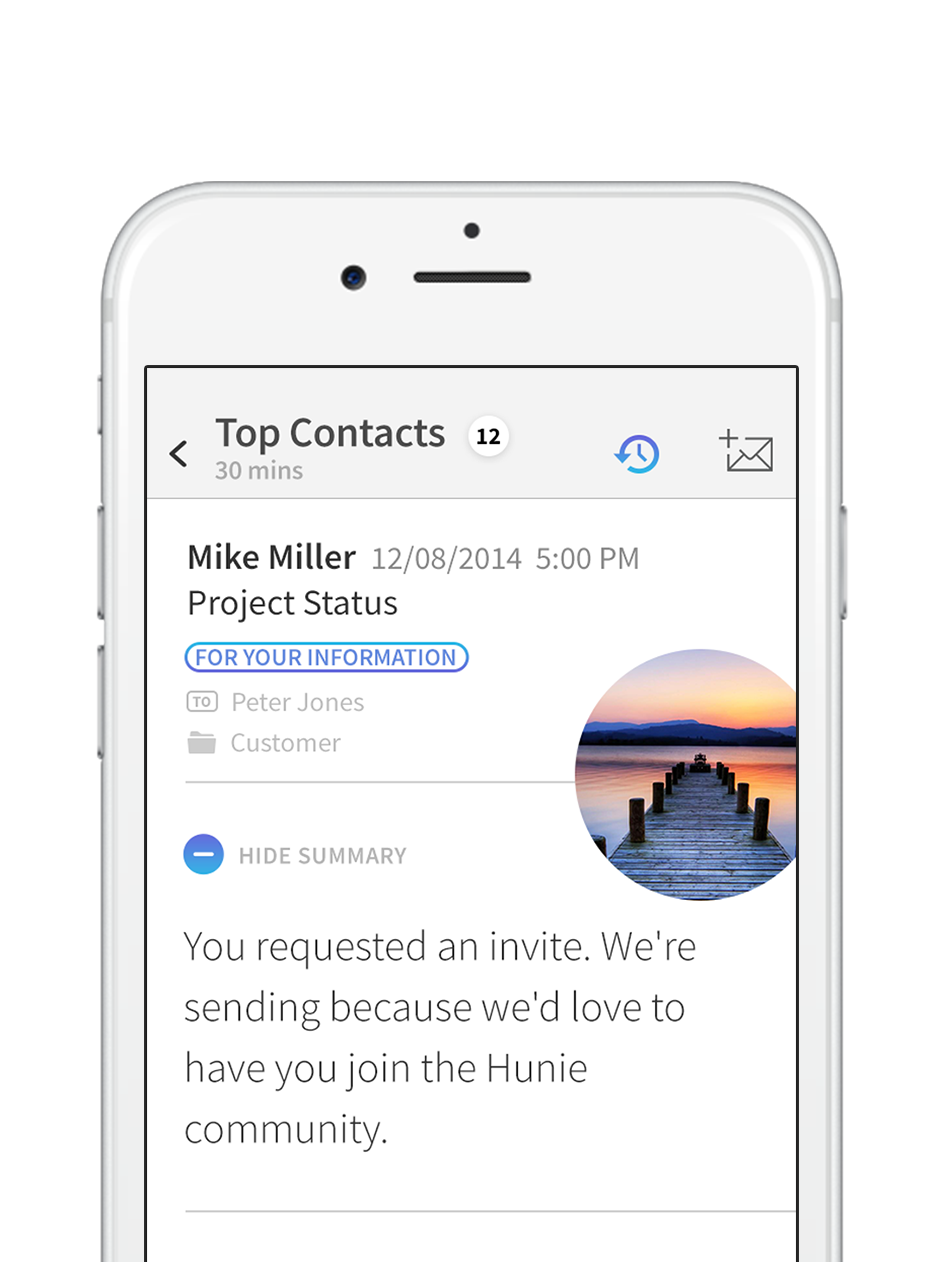 Top Contacts 12
30 mins
Mike Miller 12/08/2014 5:00 PM
Project Status
FOR YOUR INFORMATION
TO Peter Jones
Customer
HIDE SUMMARY
You requested an invite. We're
sending because we'd love to
have you join the Hunie
community.